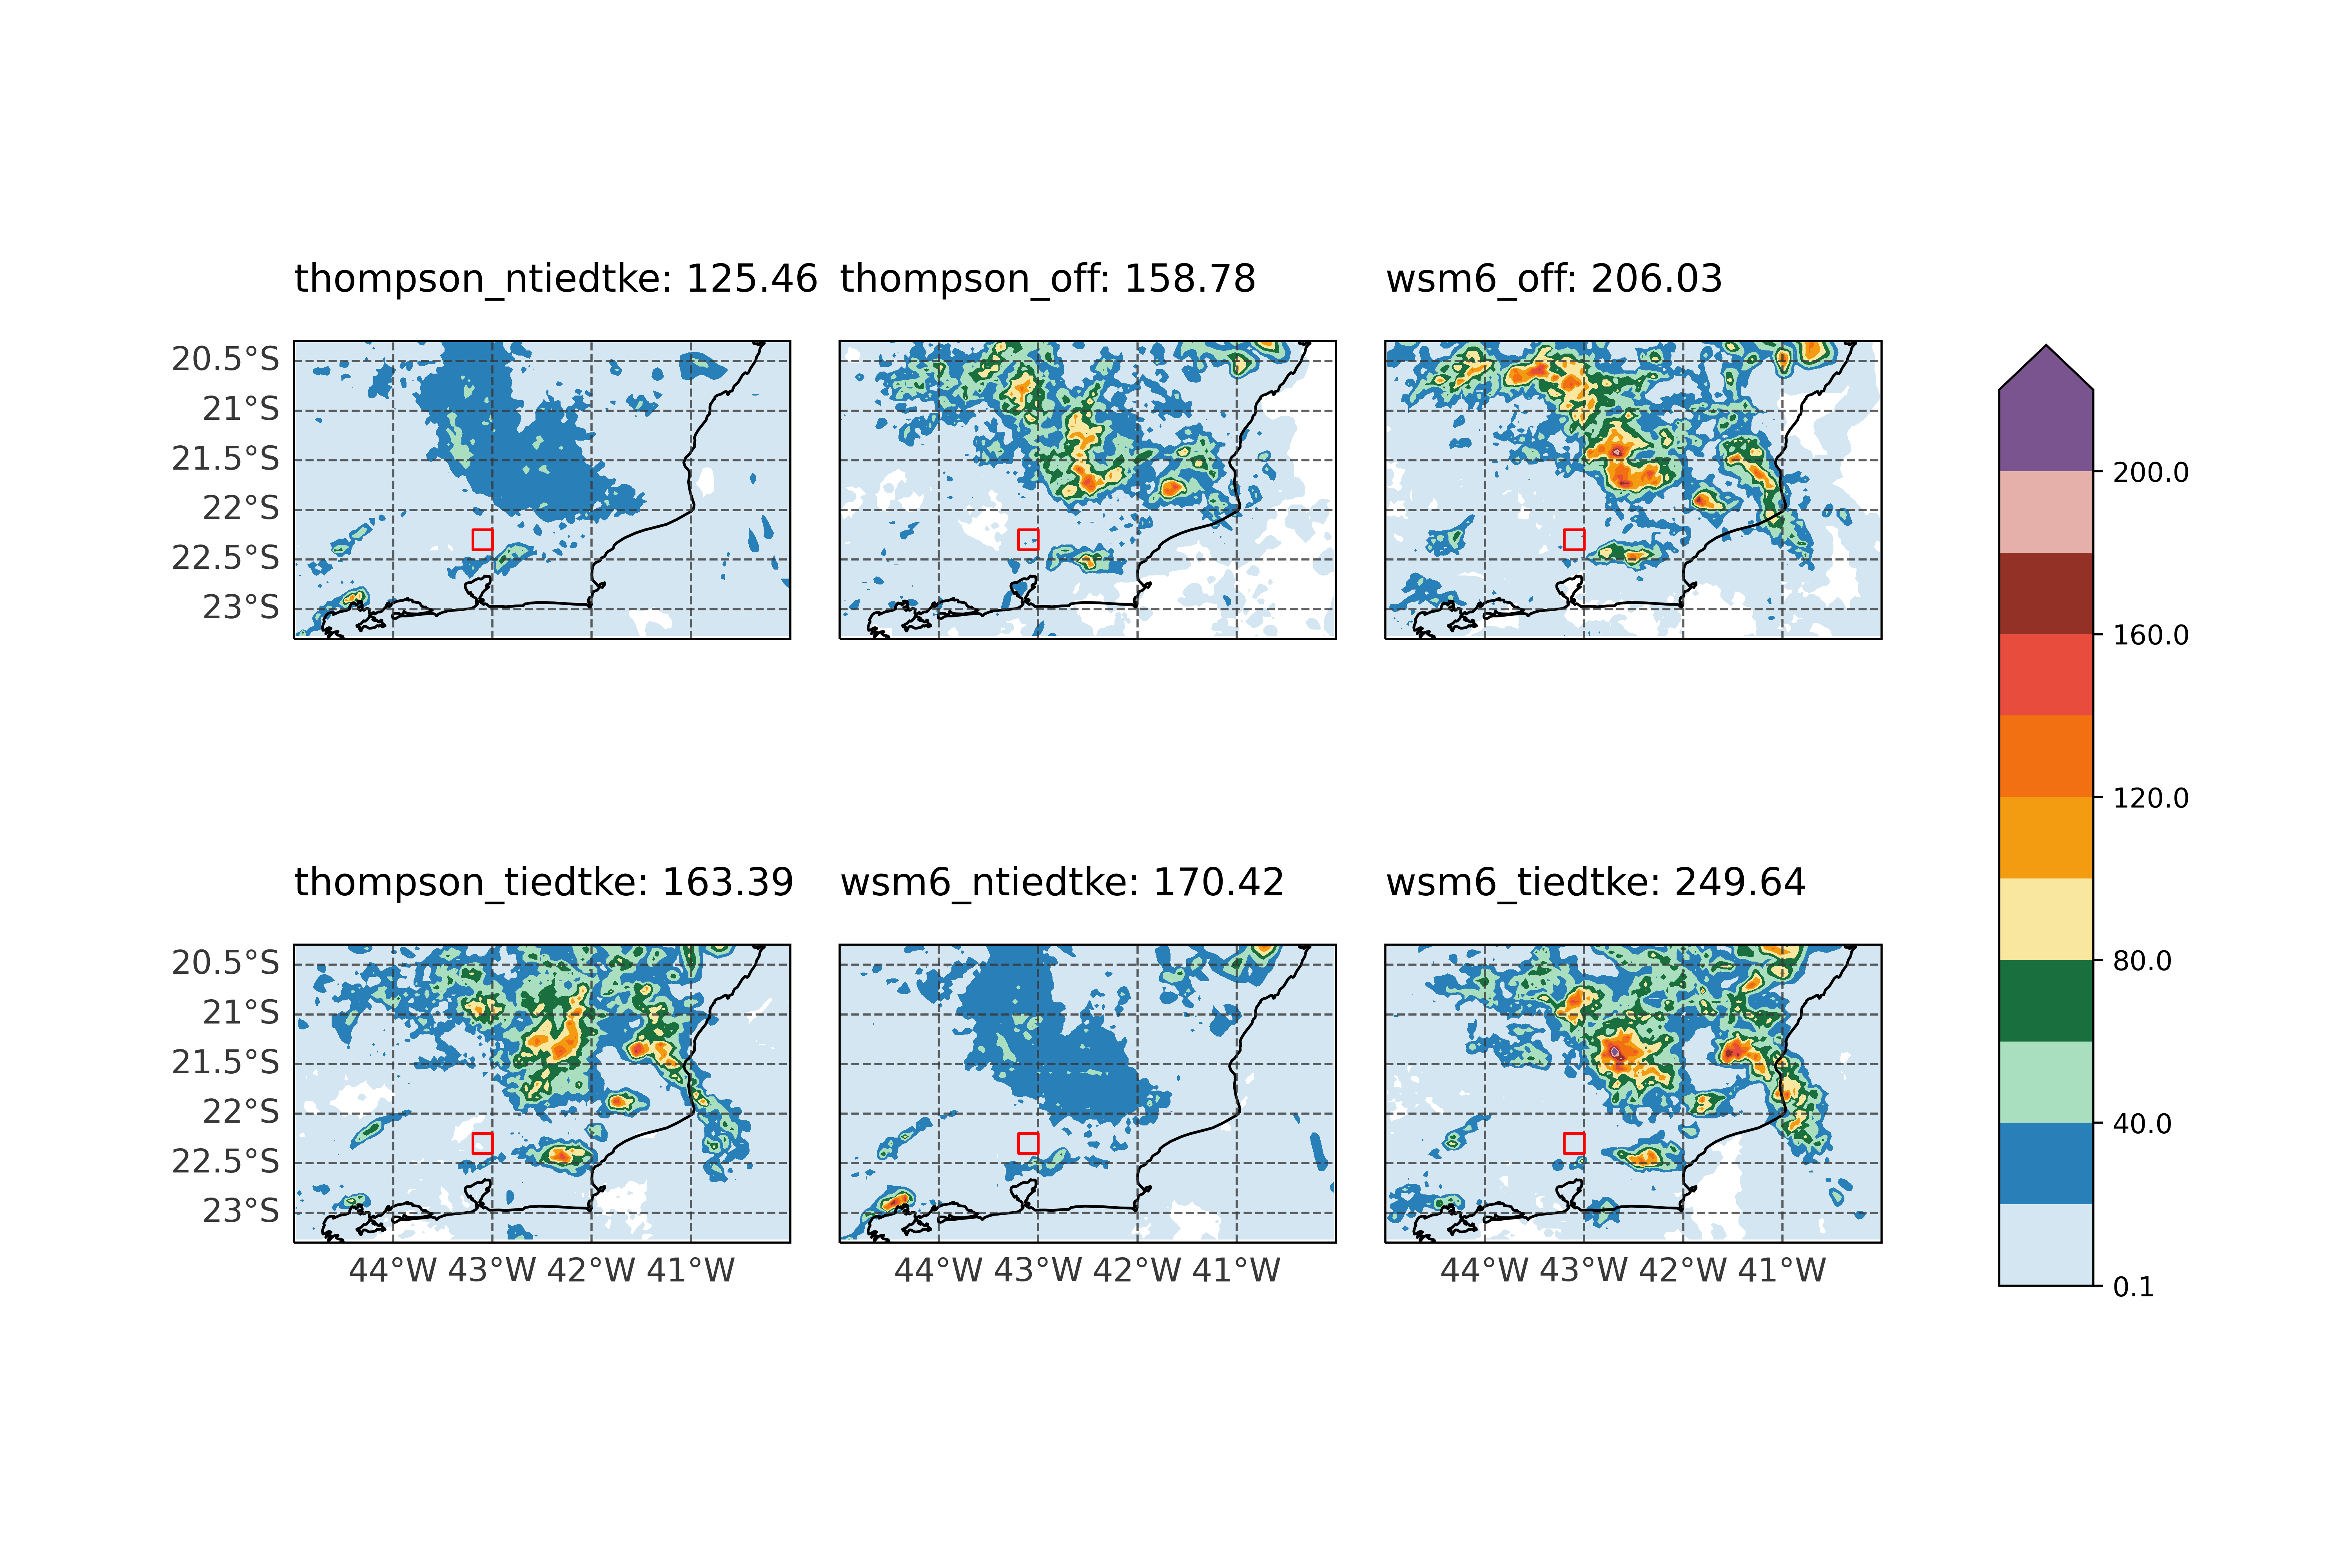 thompson_ntiedtke: 125.46
thompson_off: 158.78
wsm6_off: 206.03
20.5°S
21°S
21.5°S
22°S
22.5°S
23°S
thompson_tiedtke: 163.39
wsm6_ntiedtke: 170.42
wsm6_tiedtke: 249.64
20.5°S
21°S
21.5°S
22°S
22.5°S
23°S
44°W 43°W 42°W 41°W
44°W 43°W 42°W 41°W
44°W 43°W 42°W 41°W
200.0
160.0
120.0
80.0
40.0
0.1